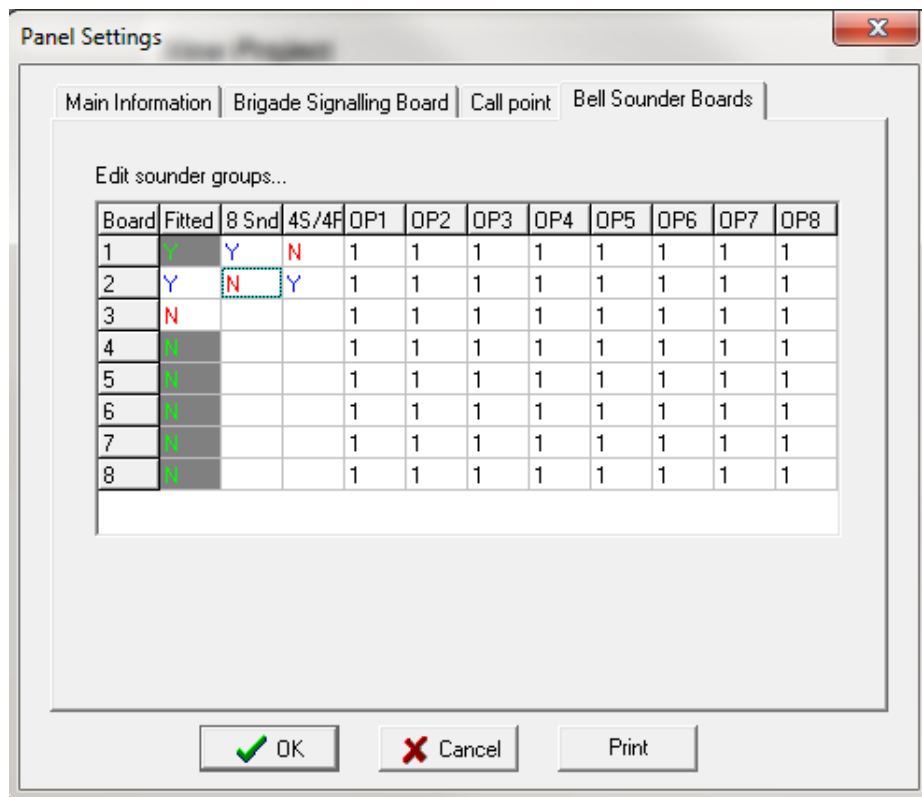 Panel Settings
Main Information Brigade Signalling Board Call point Bell Sounder Boards
Edit sounder groups...
Board Fitted 8 Snd 4S/4F OP1 OP2 OP3 OP4 OP5 OP6 OP7 OP8
1 Y Y N 1 1 1 1 1 1 1 1
2 Y N Y 1 1 1 1 1 1 1 1
3 N 1 1 1 1 1 1 1 1
4 N 1 1 1 1 1 1 1 1
5 N 1 1 1 1 1 1 1 1
6 N 1 1 1 1 1 1 1 1
7 N 1 1 1 1 1 1 1 1
8 N 1 1 1 1 1 1 1 1
OK Cancel Print